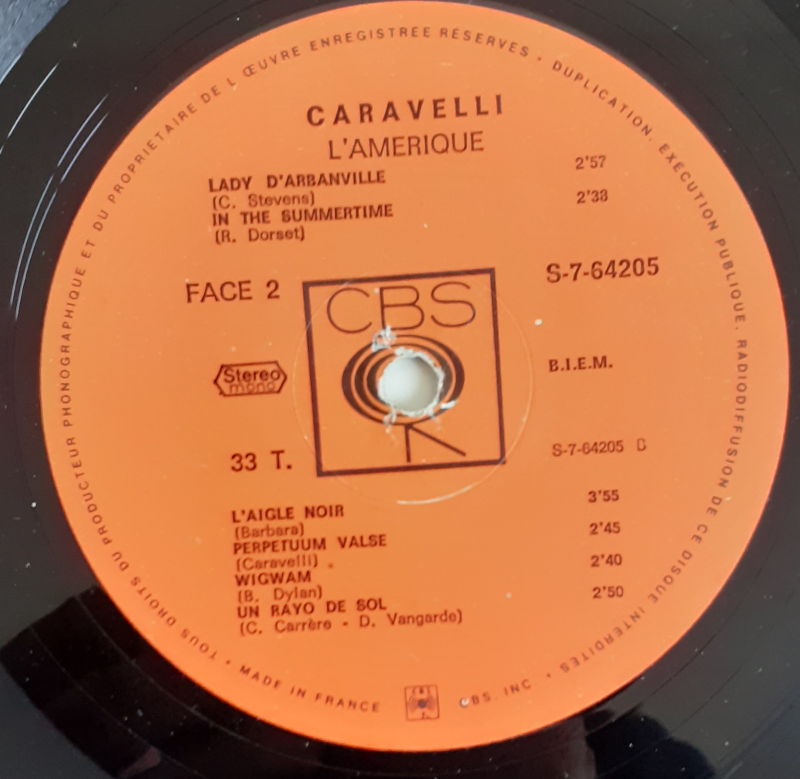 CARAVELLI
L'AMERIQUE
LADY D'ARBANVILLE 2'57
(C. Stevens)
IN THE SUMMERTIME 2'38
(R. Dorset)
FACE 2
S-7-64205
CBS
Stereo
mono
B.I.E.M.
33 T.
S-7-64205 B
L'AIGLE NOIR 3'55
(Barbara)
PERPETUUM VALSE 2'45
(Caravelli)
WIGWAM 2'40
(B. Dylan)
UN RAYO DE SOL 2'50
(C. Carrère - D. Vangarde)
TOUS DROITS DU PRODUCTEUR PHONOGRAPHIQUE ET DU PROPRIETAIRE DE L ŒUVRE ENREGISTRÉE RÉSERVÉS • DUPLICATION. EXECUTION PUBLIQUE. RADIODIFFUSION DE CE DISQUE INTERDITES •
• MADE IN FRANCE
CBS. INC